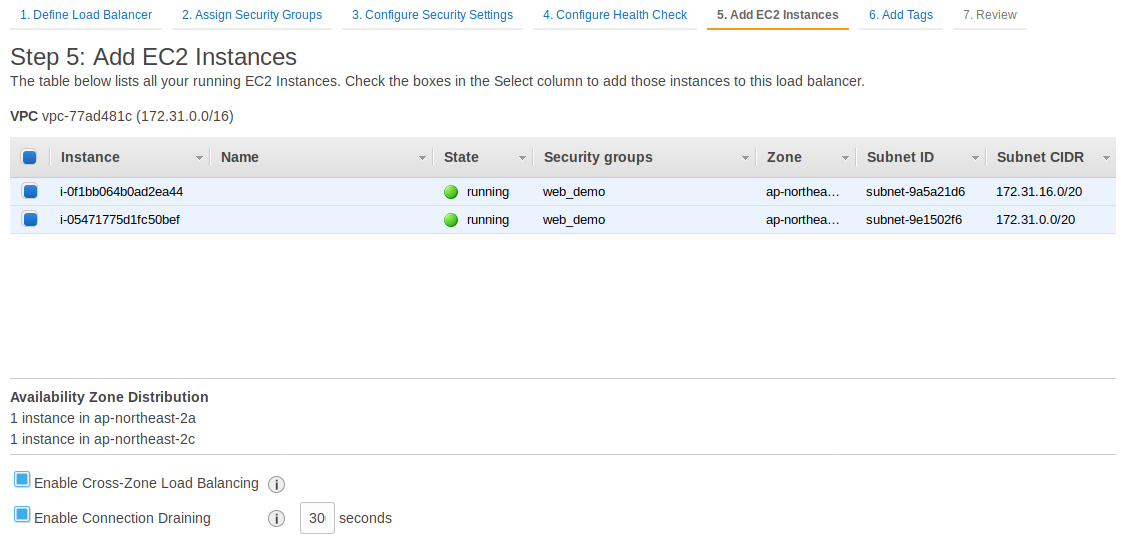 1. Define Load Balancer 2. Assign Security Groups 3. Configure Security Settings 4. Configure Health Check 5. Add EC2 Instances 6. Add Tags 7. Review
Step 5: Add EC2 Instances
The table below lists all your running EC2 Instances. Check the boxes in the Select column to add those instances to this load balancer.
VPC vpc-77ad481c (172.31.0.0/16)
Instance Name State Security groups Zone Subnet ID Subnet CIDR
i-0f1bb064b0ad2ea44 running web_demo ap-northea… subnet-9a5a21d6 172.31.16.0/20
i-05471775d1fc50bef running web_demo ap-northea… subnet-9e1502f6 172.31.0.0/20
Availability Zone Distribution
1 instance in ap-northeast-2a
1 instance in ap-northeast-2c
Enable Cross-Zone Load Balancing i
Enable Connection Draining i seconds